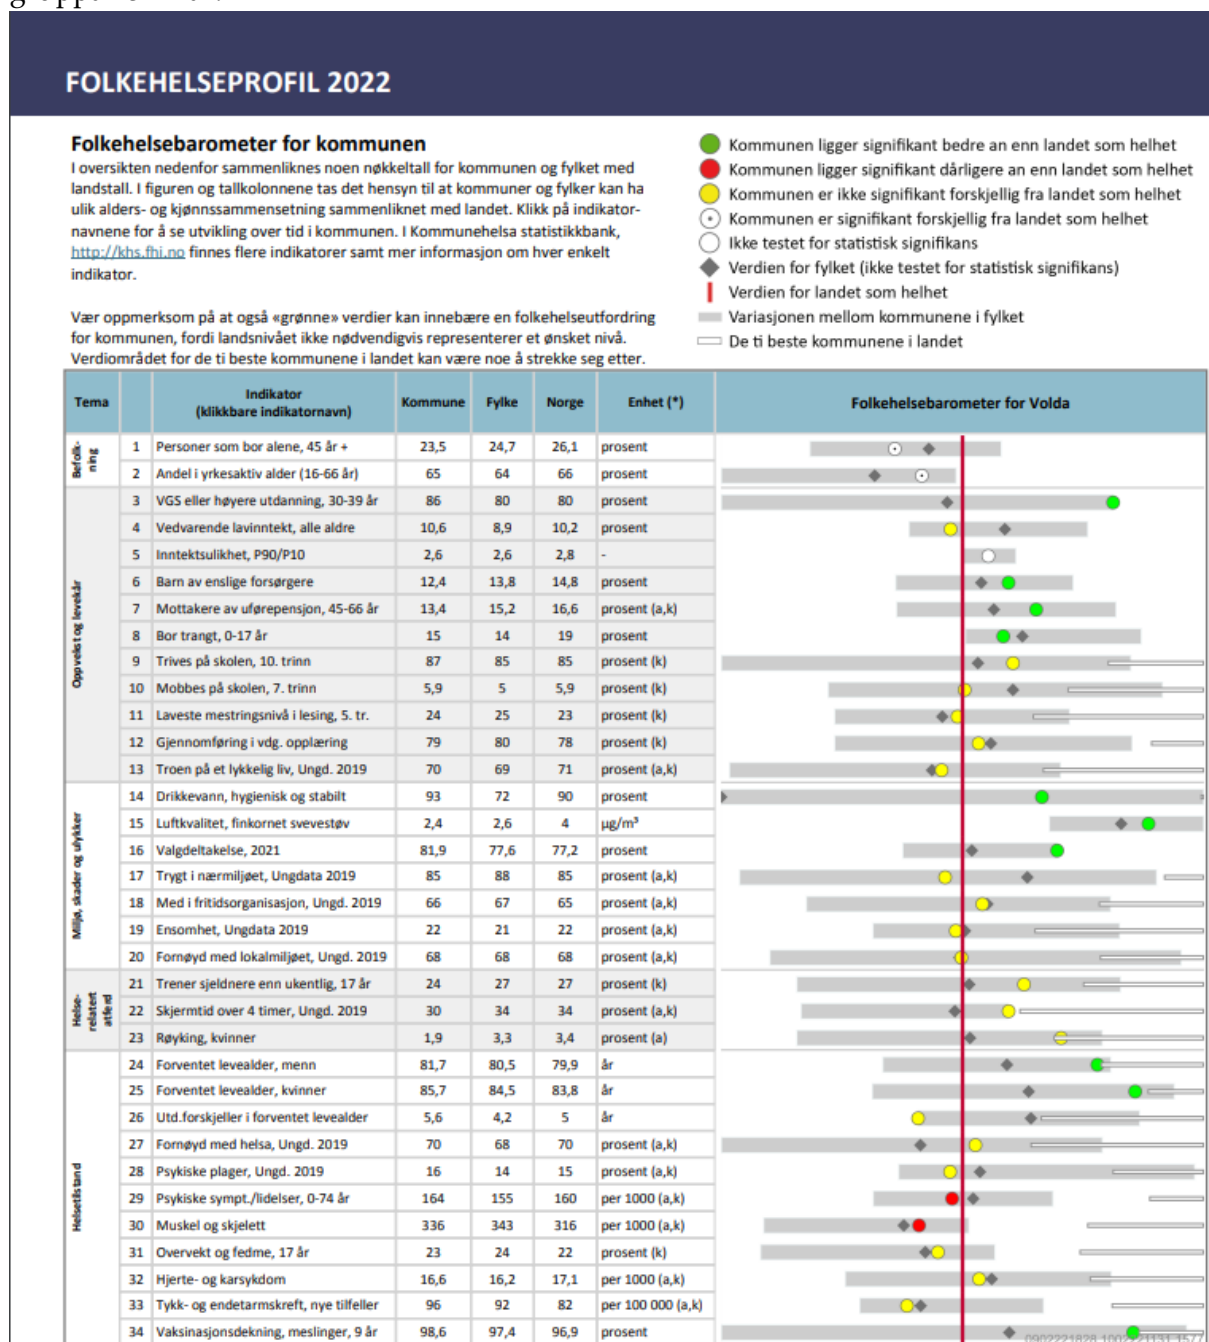 FOLKEHELSEPROFIL 2022
Folkehelsebarometer for kommunen
I oversikten nedenfor sammenliknes noen nøkkeltall for kommunen og fylket med
landstall. I figuren og tallkolonnene tas det hensyn til at kommuner og fylker kan ha
ulik alders- og kjønnssammensetning sammenliknet med landet. Klikk på indikator-
navnene for å se utvikling over tid i kommunen. I Kommunehelsa statistikkbank,
http://khs.fhi.no finnes flere indikatorer samt mer informasjon om hver enkelt
indikator.
Vær oppmerksom på at også «grønne» verdier kan innebære en folkehelseutfordring
for kommunen, fordi landsnivået ikke nødvendigvis representerer et ønsket nivå.
Verdiområdet for de ti beste kommunene i landet kan være noe å strekke seg etter.
Kommunen ligger signifikant bedre an enn landet som helhet
Kommunen ligger signifikant dårligere an enn landet som helhet
Kommunen er ikke signifikant forskjellig fra landet som helhet
Kommunen er signifikant forskjellig fra landet som helhet
Ikke testet for statistisk signifikans
Verdien for fylket (ikke testet for statistisk signifikans)
Verdien for landet som helhet
Variasjonen mellom kommunene i fylket
De ti beste kommunene i landet
Tema Indikator (klikkbare indikatornavn) Kommune Fylke Norge Enhet (*) Folkehelsebarometer for Volda
Befolk-
ning
1 Personer som bor alene, 45 år + 23,5 24,7 26,1 prosent
2 Andel i yrkesaktiv alder (16-66 år) 65 64 66 prosent
Oppvekst og levekår
3 VGS eller høyere utdanning, 30-39 år 86 80 80 prosent
4 Vedvarende lavinntekt, alle aldre 10,6 8,9 10,2 prosent
5 Inntektsulikhet, P90/P10 2,6 2,6 2,8 -
6 Barn av enslige forsørgere 12,4 13,8 14,8 prosent
7 Mottakere av uførepensjon, 45-66 år 13,4 15,2 16,6 prosent (a,k)
8 Bor trangt, 0-17 år 15 14 19 prosent
9 Trives på skolen, 10. trinn 87 85 85 prosent (k)
10 Mobbes på skolen, 7. trinn 5,9 5 5,9 prosent (k)
11 Laveste mestringsnivå i lesing, 5. tr. 24 25 23 prosent (k)
12 Gjennomføring i vdg. opplæring 79 80 78 prosent (k)
13 Troen på et lykkelig liv, Ungd. 2019 70 69 71 prosent (a,k)
Miljø, skader og ulykker
14 Drikkevann, hygienisk og stabilt 93 72 90 prosent
15 Luftkvalitet, finkornet svevestøv 2,4 2,6 4 µg/m³
16 Valgdeltakelse, 2021 81,9 77,6 77,2 prosent
17 Trygt i nærmiljøet, Ungdata 2019 85 88 85 prosent (a,k)
18 Med i fritidsorganisasjon, Ungd. 2019 66 67 65 prosent (a,k)
19 Ensomhet, Ungdata 2019 22 21 22 prosent (a,k)
20 Fornøyd med lokalmiljøet, Ungd. 2019 68 68 68 prosent (a,k)
Helse-
relatert
atferd
21 Trener sjeldnere enn ukentlig, 17 år 24 27 27 prosent (k)
22 Skjermtid over 4 timer, Ungd. 2019 30 34 34 prosent (a,k)
23 Røyking, kvinner 1,9 3,3 3,4 prosent (a)
Helsetilstand
24 Forventet levealder, menn 81,7 80,5 79,9 år
25 Forventet levealder, kvinner 85,7 84,5 83,8 år
26 Utd.forskjeller i forventet levealder 5,6 4,2 5 år
27 Fornøyd med helsa, Ungd. 2019 70 68 70 prosent (a,k)
28 Psykiske plager, Ungd. 2019 16 14 15 prosent (a,k)
29 Psykiske sympt./lidelser, 0-74 år 164 155 160 per 1000 (a,k)
30 Muskel og skjelett 336 343 316 per 1000 (a,k)
31 Overvekt og fedme, 17 år 23 24 22 prosent (k)
32 Hjerte- og karsykdom 16,6 16,2 17,1 per 1000 (a,k)
33 Tykk- og endetarmskreft, nye tilfeller 96 92 82 per 100 000 (a,k)
34 Vaksinasjonsdekning, meslinger, 9 år 98,6 97,4 96,9 prosent